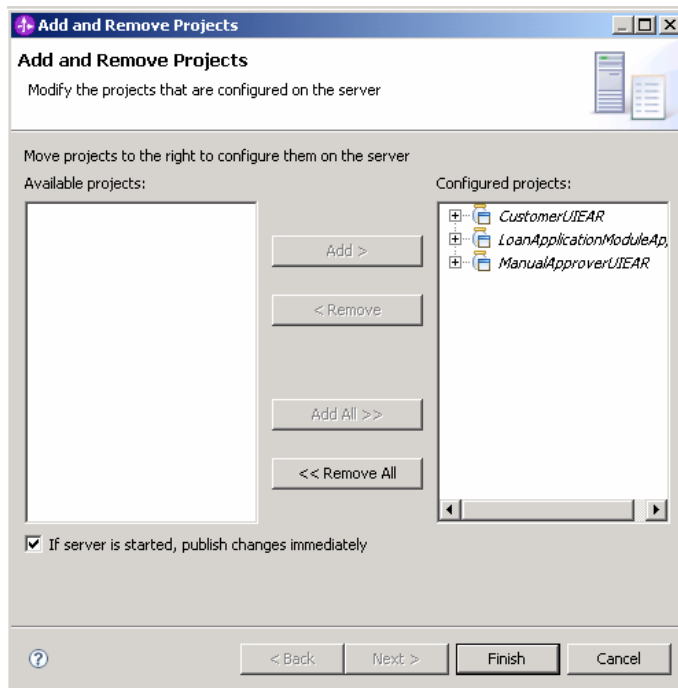 Add and Remove Projects
Add and Remove Projects
Modify the projects that are configured on the server
Move projects to the right to configure them on the server
Available projects:
Configured projects:
CustomerUIEAR
LoanApplicationModuleAp
ManualApproverUIEAR
Add >
< Remove
Add All >>
<< Remove All
If server is started, publish changes immediately
?
< Back
Next >
Finish
Cancel